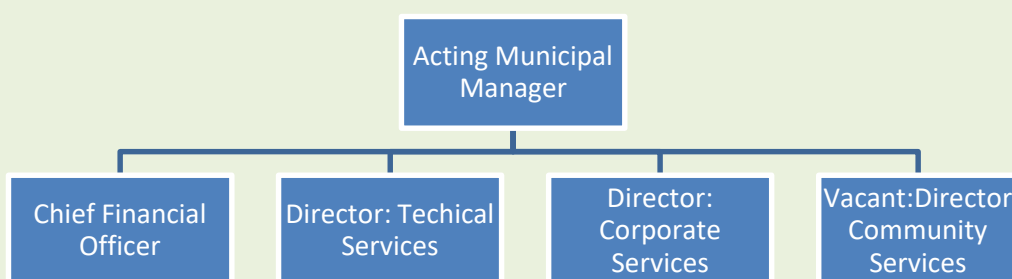 Acting Municipal
Manager
Chief Financial
Officer
Director: Techical
Services
Director:
Corporate
Services
Vacant:Director
Community
Services